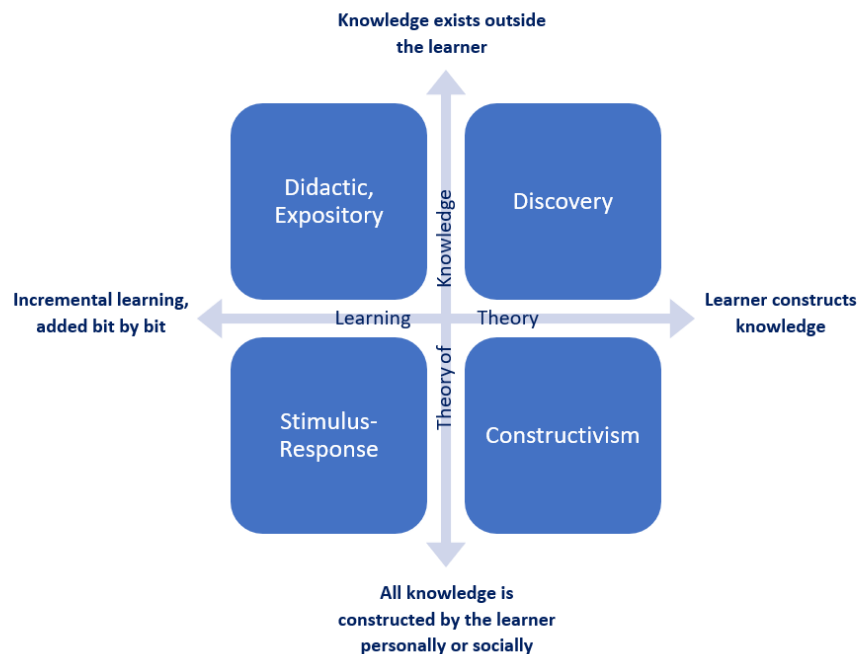 Knowledge exists outside
the learner
Didactic,
Expository
Discovery
Theory of Knowledge
Incremental learning,
added bit by bit
Learning Theory
Learner constructs
knowledge
Stimulus-
Response
Constructivism
All knowledge is
constructed by the learner
personally or socially